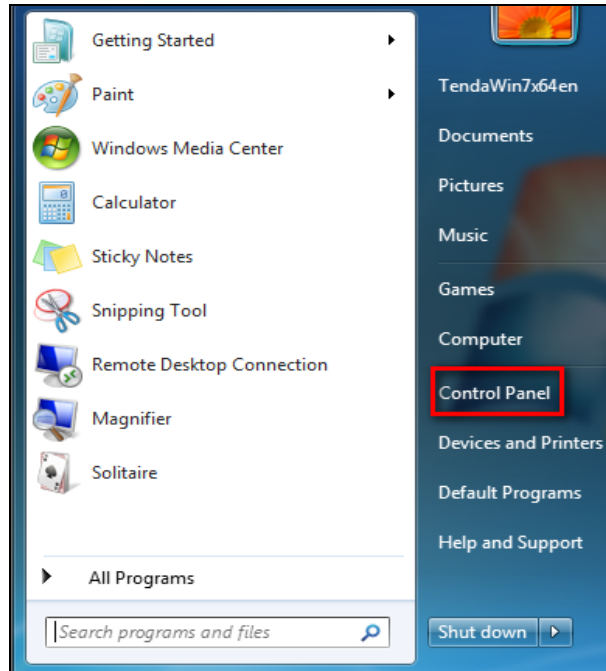 Getting Started
Paint
Windows Media Center
Calculator
Sticky Notes
Snipping Tool
Remote Desktop Connection
Magnifier
Solitaire
All Programs
Search programs and files
TendaWin7x64en
Documents
Pictures
Music
Games
Computer
Control Panel
Devices and Printers
Default Programs
Help and Support
Shut down